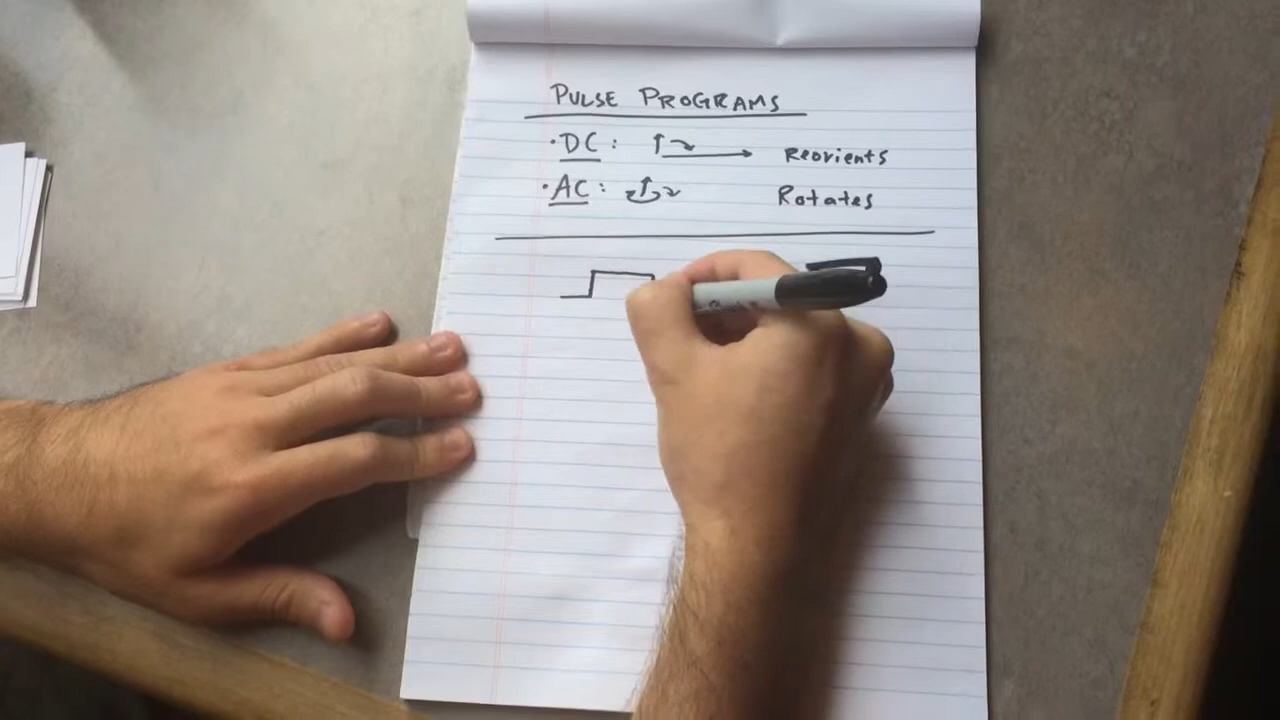 PULSE PROGRAMS
• DC: Reorients
• AC: Rotates